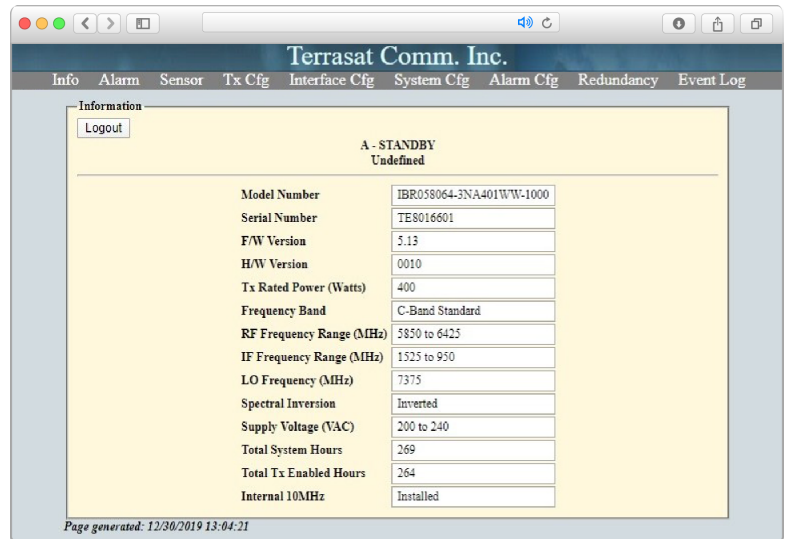 Terrasat Comm. Inc.
Info Alarm Sensor Tx Cfg Interface Cfg System Cfg Alarm Cfg Redundancy Event Log
Information
Logout
A - STANDBY
Undefined
Model Number IBR058064-3NA401WW-1000
Serial Number TE8016601
F/W Version 5.13
H/W Version 0010
Tx Rated Power (Watts) 400
Frequency Band C-Band Standard
RF Frequency Range (MHz) 5850 to 6425
IF Frequency Range (MHz) 1525 to 950
LO Frequency (MHz) 7375
Spectral Inversion Inverted
Supply Voltage (VAC) 200 to 240
Total System Hours 269
Total Tx Enabled Hours 264
Internal 10MHz Installed
Page generated: 12/30/2019 13:04:21